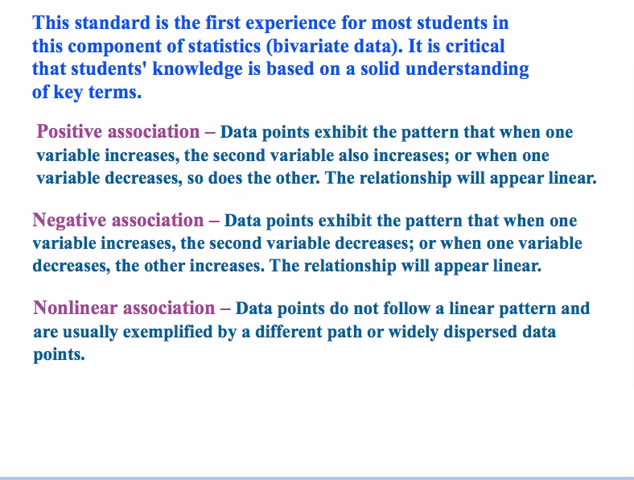 This standard is the first experience for most students in
this component of statistics (bivariate data). It is critical
that students' knowledge is based on a solid understanding
of key terms.
Positive association – Data points exhibit the pattern that when one
variable increases, the second variable also increases; or when one
variable decreases, so does the other. The relationship will appear linear.
Negative association – Data points exhibit the pattern that when one
variable increases, the second variable decreases; or when one variable
decreases, the other increases. The relationship will appear linear.
Nonlinear association – Data points do not follow a linear pattern and
are usually exemplified by a different path or widely dispersed data
points.